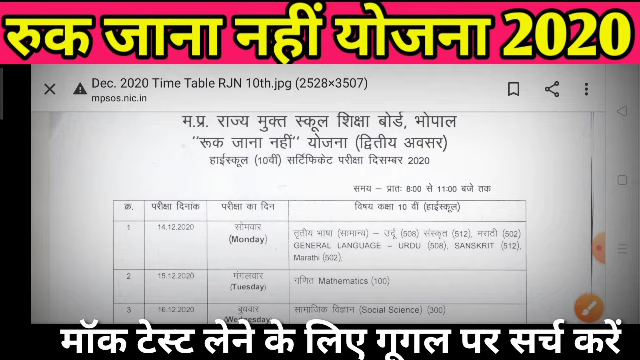 रुक जाना नहीं योजना 2020
Dec. 2020 Time Table RJN 10th.jpg (2528×3507)
mpsos.nic.in
म.प्र. राज्य मुक्त स्कूल शिक्षा बोर्ड, भोपाल
"रूक जाना नहीं" योजना (द्वितीय अवसर)
हाईस्कूल (10वीं) सर्टिफिकेट परीक्षा दिसम्बर 2020
समय – प्रातः 8:00 से 11:00 बजे तक
क्र. परीक्षा दिनांक परीक्षा का दिन विषय कक्षा 10 वीं (हाईस्कूल)
1 14.12.2020 सोमवार (Monday) तृतीय भाषा (सामान्य) – उर्दू (508) संस्कृत (512), मराठी (502)
GENERAL LANGUAGE – URDU (508), SANSKRIT (512),
Marathi (502),
2 15.12.2020 मंगलवार (Tuesday) गणित Mathematics (100)
3 16.12.2020 बुधवार (Wednesday) सामाजिक विज्ञान (Social Science) (300)
मॉक टेस्ट लेने के लिए गूगल पर सर्च करें